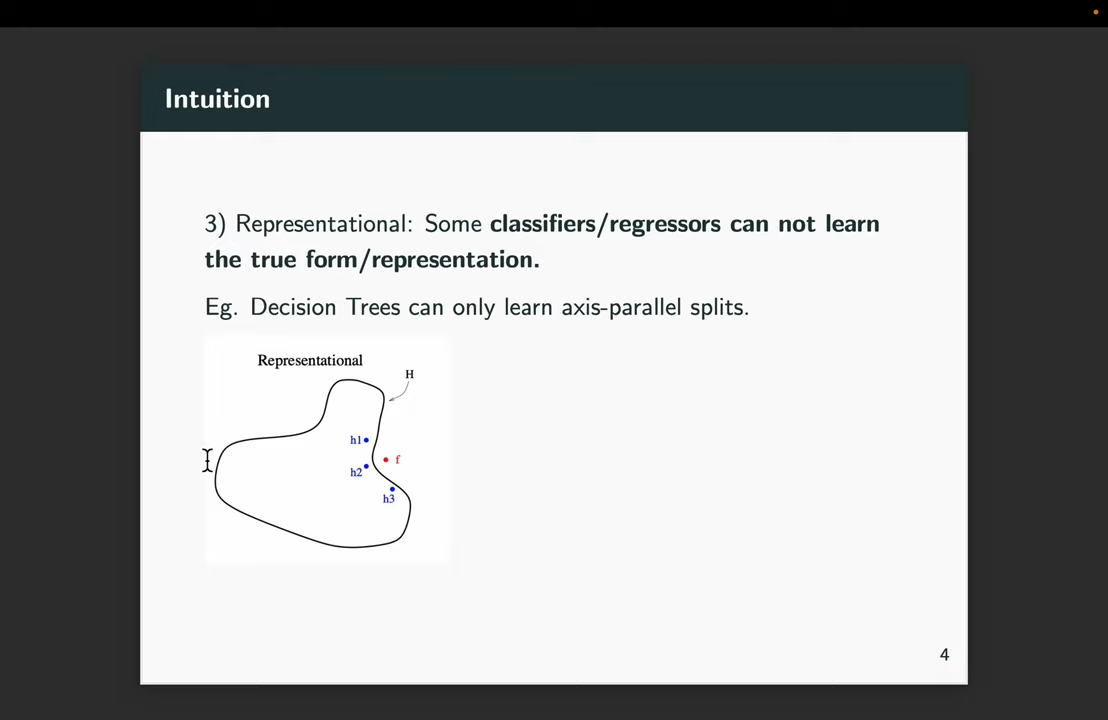 Intuition
3) Representational: Some classifiers/regressors can not learn
the true form/representation.
Eg. Decision Trees can only learn axis-parallel splits.
Representational
H
h1
f
h2
h3
4